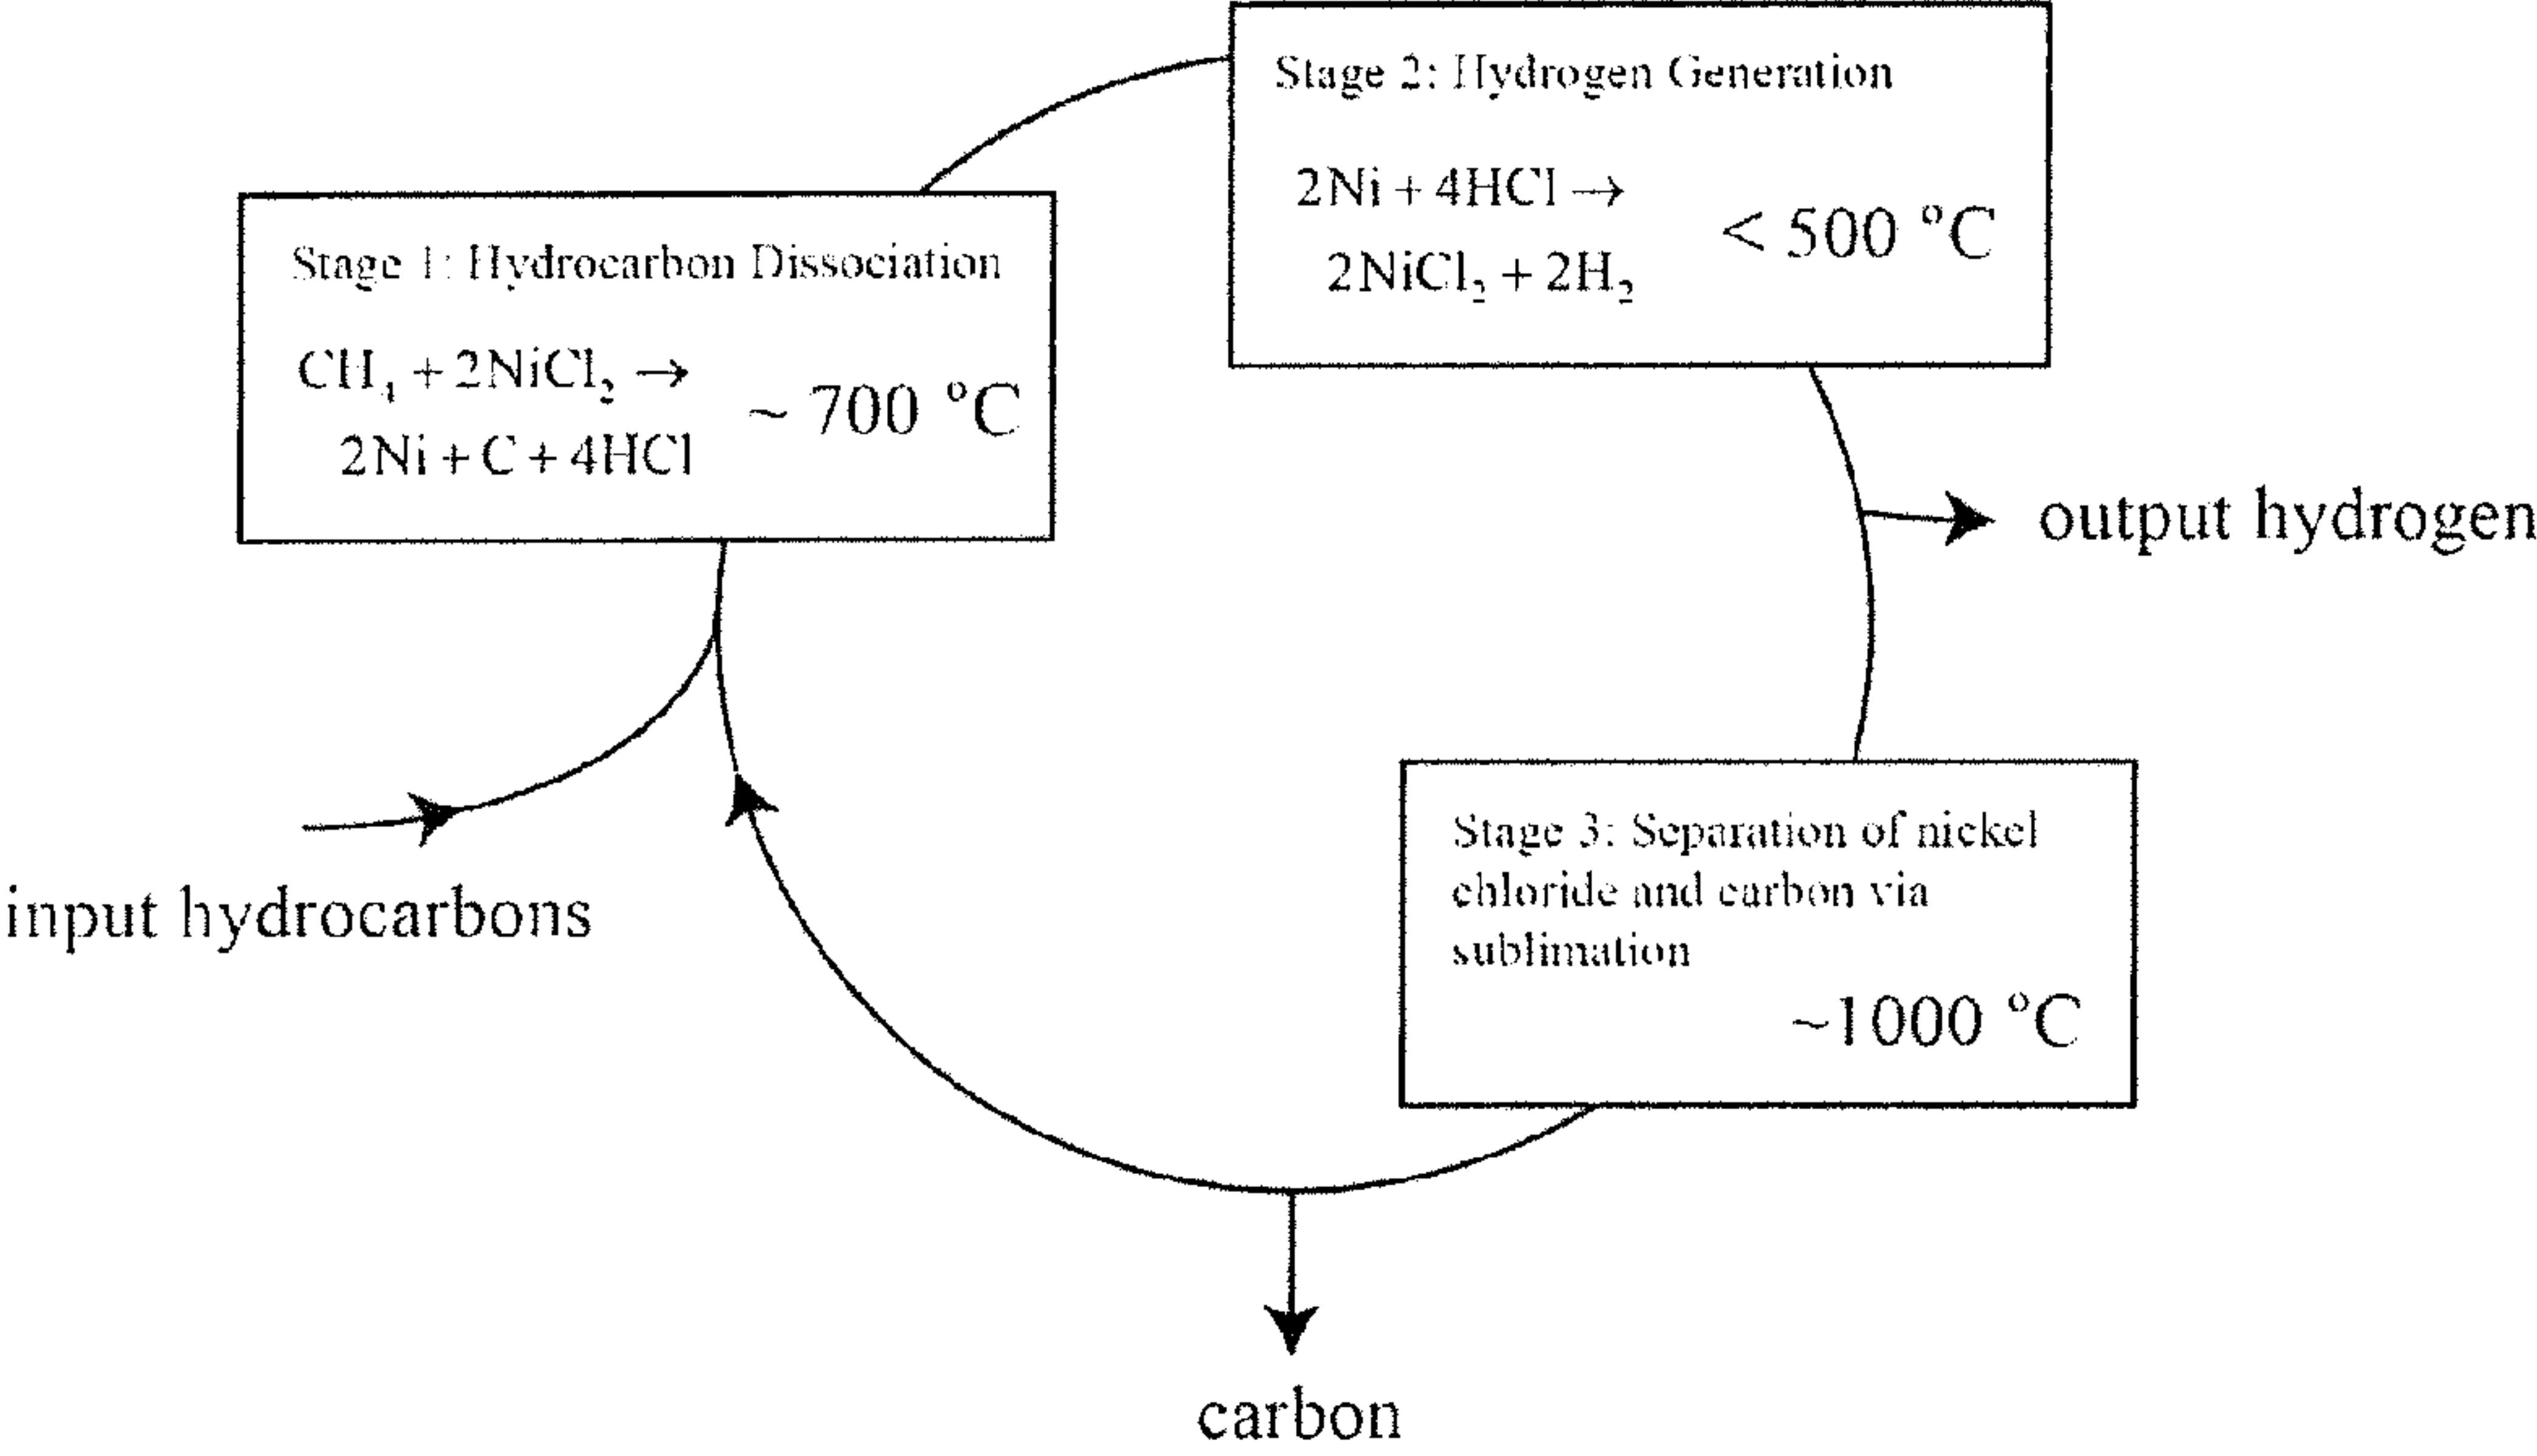 Stage 1: Hydrocarbon Dissociation
CH₄ + 2NiCl₂ →
2Ni + C + 4HCl
~ 700 °C
Stage 2: Hydrogen Generation
2Ni + 4HCl →
2NiCl₂ + 2H₂
< 500 °C
output hydrogen
Stage 3: Separation of nickel
chloride and carbon via
sublimation
~1000 °C
input hydrocarbons
carbon